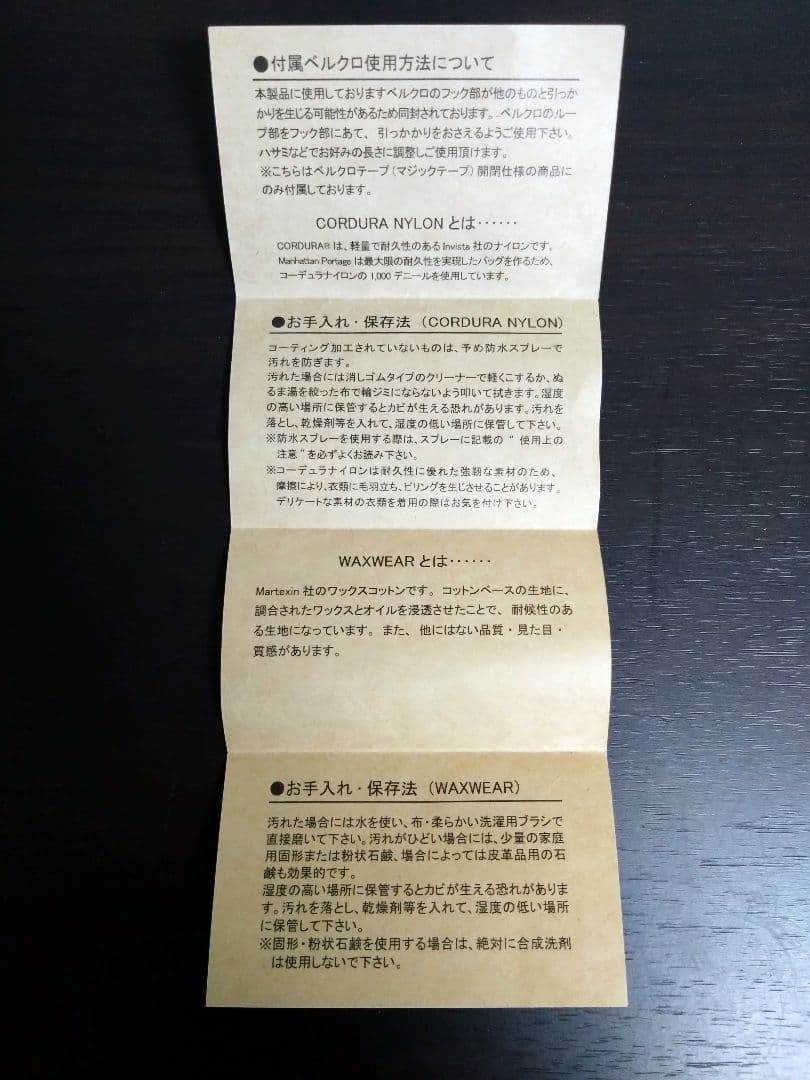 ●付属ベルクロ使用方法について
本製品に使用しておりますベルクロのフック部が他のものと引っか
かりを生じる可能性があるため同封されております。ベルクロのルー
プ部をフック部にあて、引っかかりをおさえるようご使用下さい。
ハサミなどでお好みの長さに調整しご使用頂けます。
※こちらはベルクロテープ(マジックテープ)開閉仕様の商品に
のみ付属しております。
CORDURA NYLON とは・・・・・・
CORDURA®は、軽量で耐久性のある Invista 社のナイロンです。
Manhattan Portage は最大限の耐久性を実現したバッグを作るため、
コーデュラナイロンの 1,000 デニールを使用しています。
●お手入れ・保存法(CORDURA NYLON)
コーティング加工されていないものは、予め防水スプレーで
汚れを防ぎます。
汚れた場合には消しゴムタイプのクリーナーで軽くこするか、ぬ
るま湯を絞った布で輪ジミにならないよう叩いて拭きます。湿度
の高い場所に保管するとカビが生える恐れがあります。汚れを
落とし、乾燥剤等を入れて、湿度の低い場所に保管して下さい。
※防水スプレーを使用する際は、スプレーに記載の“使用上の
注意”を必ずよくお読み下さい。
※コーデュラナイロンは耐久性に優れた強靭な素材のため、
摩擦により、衣類に毛羽立ち、ピリングを生じさせることがあります。
デリケートな素材の衣類を着用の際はお気を付け下さい。
WAXWEAR とは・・・・・・
Martexin 社のワックスコットンです。コットンベースの生地に、
調合されたワックスとオイルを浸透させたことで、耐候性のあ
る生地になっています。また、他にはない品質・見た目・
質感があります。
●お手入れ・保存法(WAXWEAR)
汚れた場合には水を使い、布・柔らかい洗濯用ブラシで
直接磨いて下さい。汚れがひどい場合には、少量の家庭
用固形または粉状石鹸、場合によっては皮革品用の石
鹸も効果的です。
湿度の高い場所に保管するとカビが生える恐れがありま
す。汚れを落とし、乾燥剤等を入れて、湿度の低い場所
に保管して下さい。
※固形・粉状石鹸を使用する場合は、絶対に合成洗剤
は使用しないで下さい。